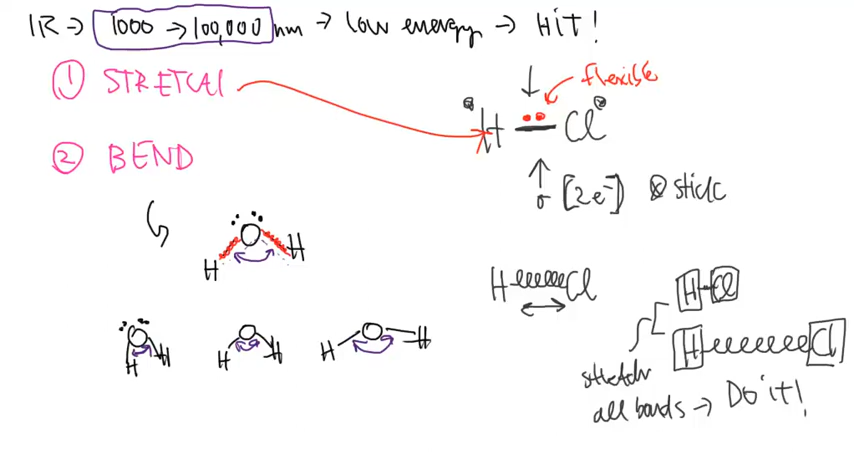 IR → 1000 → 100,000 nm → low energy → HIT!
① STRETCH
flexible
H Cl
② BEND
σ [2e⁻] ⊗ stick
O
H H
H Cl
H-Cl
O O O
H H H H H H
H Cl
stretch
all bonds → Do it!